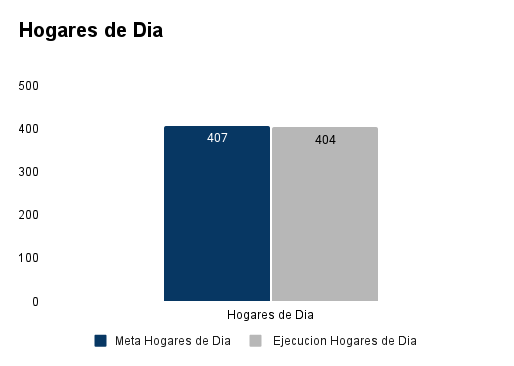 Hogares de Dia
500
400
300
200
100
0
407
404
Hogares de Dia
Meta Hogares de Dia
Ejecucion Hogares de Dia